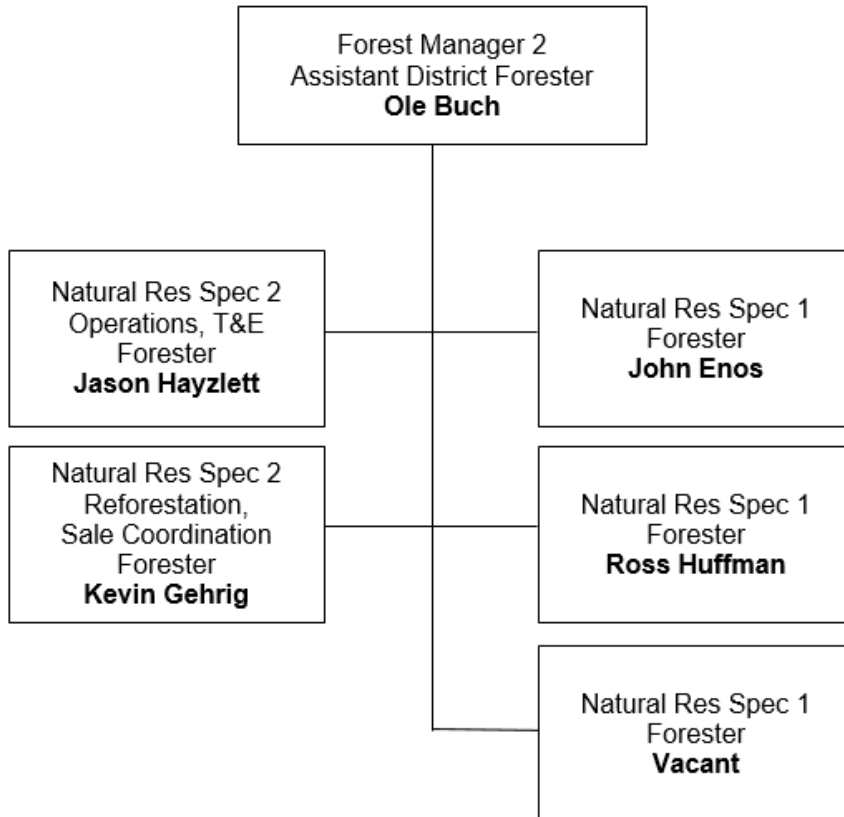 Forest Manager 2
Assistant District Forester
Ole Buch
Natural Res Spec 2
Operations, T&E
Forester
Jason Hayzlett
Natural Res Spec 1
Forester
John Enos
Natural Res Spec 2
Reforestation,
Sale Coordination
Forester
Kevin Gehrig
Natural Res Spec 1
Forester
Ross Huffman
Natural Res Spec 1
Forester
Vacant